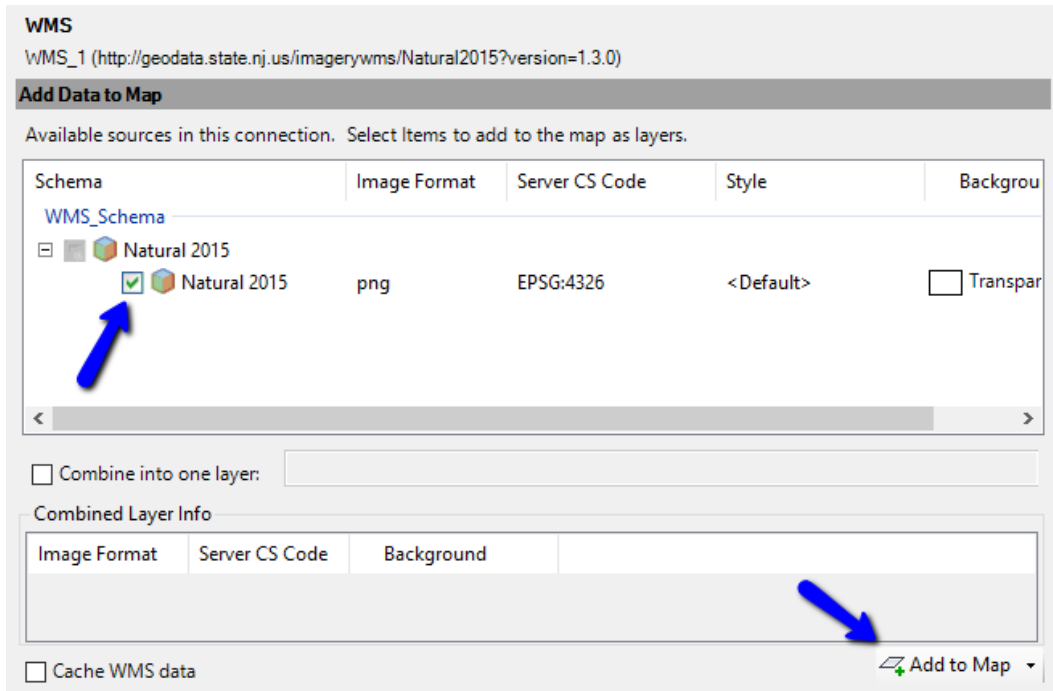 WMS
WMS_1 (http://geodata.state.nj.us/imagerywms/Natural2015?version=1.3.0)
Add Data to Map
Available sources in this connection. Select Items to add to the map as layers.
Schema Image Format Server CS Code Style Backgrou
WMS_Schema
Natural 2015
Natural 2015 png EPSG:4326 <Default> Transpar
Combine into one layer:
Combined Layer Info
Image Format Server CS Code Background
Cache WMS data Add to Map